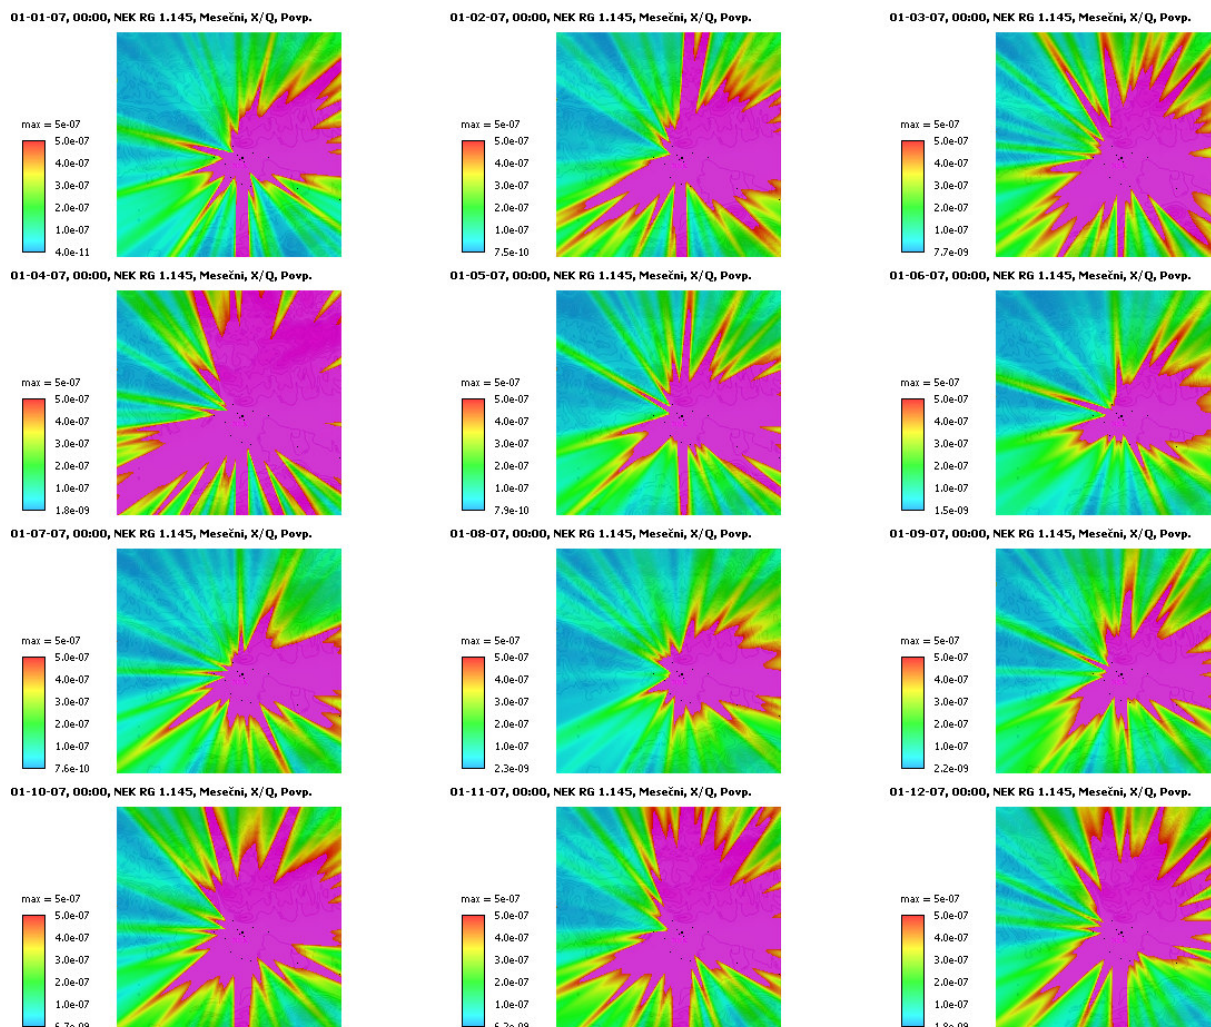 01-01-07, 00:00, NEK RG 1.145, Mesečni, X/Q, Povp.
max = 5e-07
5.0e-07
4.0e-07
3.0e-07
2.0e-07
1.0e-07
4.0e-11
01-02-07, 00:00, NEK RG 1.145, Mesečni, X/Q, Povp.
max = 5e-07
5.0e-07
4.0e-07
3.0e-07
2.0e-07
1.0e-07
7.5e-10
01-03-07, 00:00, NEK RG 1.145, Mesečni, X/Q, Povp.
max = 5e-07
5.0e-07
4.0e-07
3.0e-07
2.0e-07
1.0e-07
7.7e-09
01-04-07, 00:00, NEK RG 1.145, Mesečni, X/Q, Povp.
max = 5e-07
5.0e-07
4.0e-07
3.0e-07
2.0e-07
1.0e-07
1.8e-09
01-05-07, 00:00, NEK RG 1.145, Mesečni, X/Q, Povp.
max = 5e-07
5.0e-07
4.0e-07
3.0e-07
2.0e-07
1.0e-07
7.9e-10
01-06-07, 00:00, NEK RG 1.145, Mesečni, X/Q, Povp.
max = 5e-07
5.0e-07
4.0e-07
3.0e-07
2.0e-07
1.0e-07
1.5e-09
01-07-07, 00:00, NEK RG 1.145, Mesečni, X/Q, Povp.
max = 5e-07
5.0e-07
4.0e-07
3.0e-07
2.0e-07
1.0e-07
7.6e-10
01-08-07, 00:00, NEK RG 1.145, Mesečni, X/Q, Povp.
max = 5e-07
5.0e-07
4.0e-07
3.0e-07
2.0e-07
1.0e-07
2.3e-09
01-09-07, 00:00, NEK RG 1.145, Mesečni, X/Q, Povp.
max = 5e-07
5.0e-07
4.0e-07
3.0e-07
2.0e-07
1.0e-07
2.2e-09
01-10-07, 00:00, NEK RG 1.145, Mesečni, X/Q, Povp.
max = 5e-07
5.0e-07
4.0e-07
3.0e-07
2.0e-07
1.0e-07
01-11-07, 00:00, NEK RG 1.145, Mesečni, X/Q, Povp.
max = 5e-07
5.0e-07
4.0e-07
3.0e-07
2.0e-07
1.0e-07
01-12-07, 00:00, NEK RG 1.145, Mesečni, X/Q, Povp.
max = 5e-07
5.0e-07
4.0e-07
3.0e-07
2.0e-07
1.0e-07